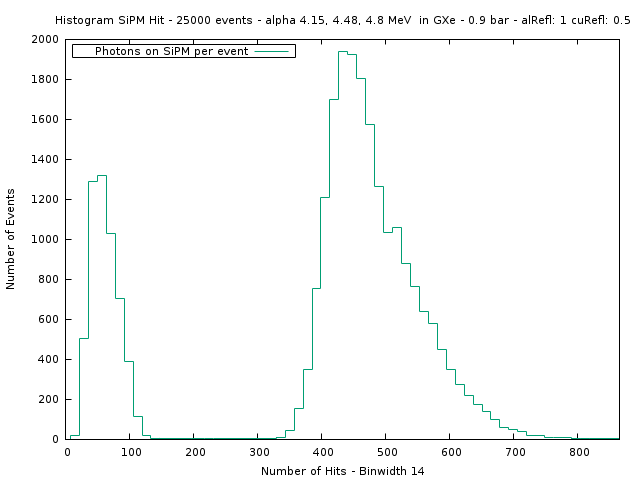 Histogram SiPM Hit - 25000 events - alpha 4.15, 4.48, 4.8 MeV  in GXe - 0.9 bar - alRefl: 1 cuRefl: 0.5
Photons on SiPM per event
2000
1800
1600
1400
1200
1000
800
600
400
200
0
Number of Events
0 100 200 300 400 500 600 700 800
Number of Hits - Binwidth 14